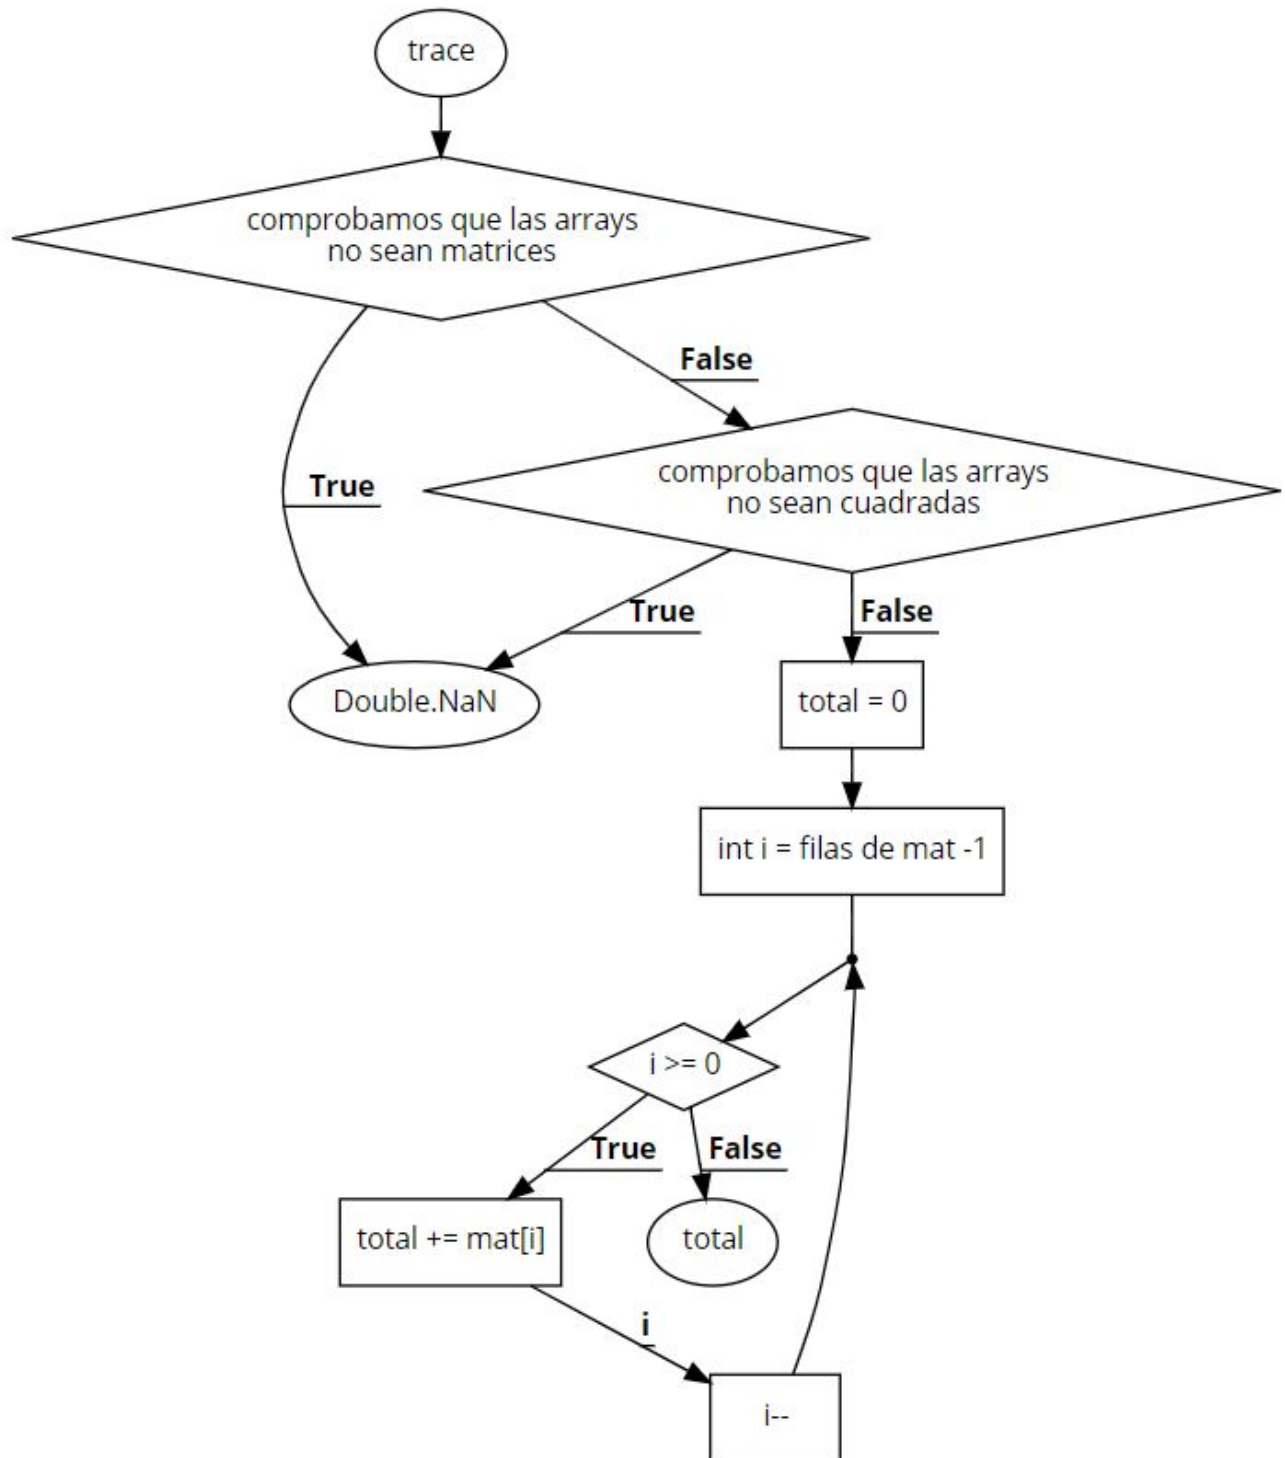 trace
comprobamos que las arrays
no sean matrices
False
comprobamos que las arrays
no sean cuadradas
True
True
False
Double.NaN
total = 0
int i = filas de mat -1
i >= 0
True
False
total += mat[i]
total
i
i--